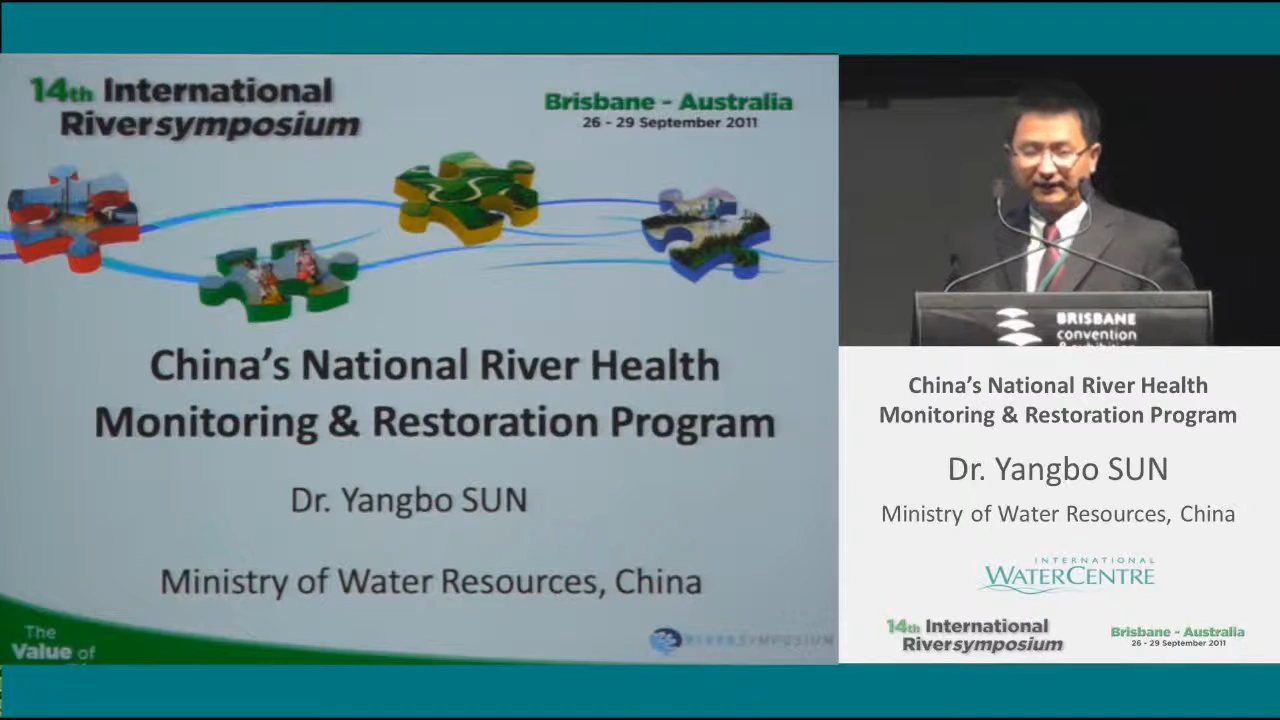 14th International
Riversymposium
Brisbane - Australia
26 - 29 September 2011
China's National River Health
Monitoring & Restoration Program
Dr. Yangbo SUN
Ministry of Water Resources, China
The
Value of
RIVERSYMPOSIUM
BRISBANE
convention
& exhibition
China's National River Health
Monitoring & Restoration Program
Dr. Yangbo SUN
Ministry of Water Resources, China
INTERNATIONAL
WATERCENTRE
14th International
Riversymposium
Brisbane - Australia
26 - 29 September 2011